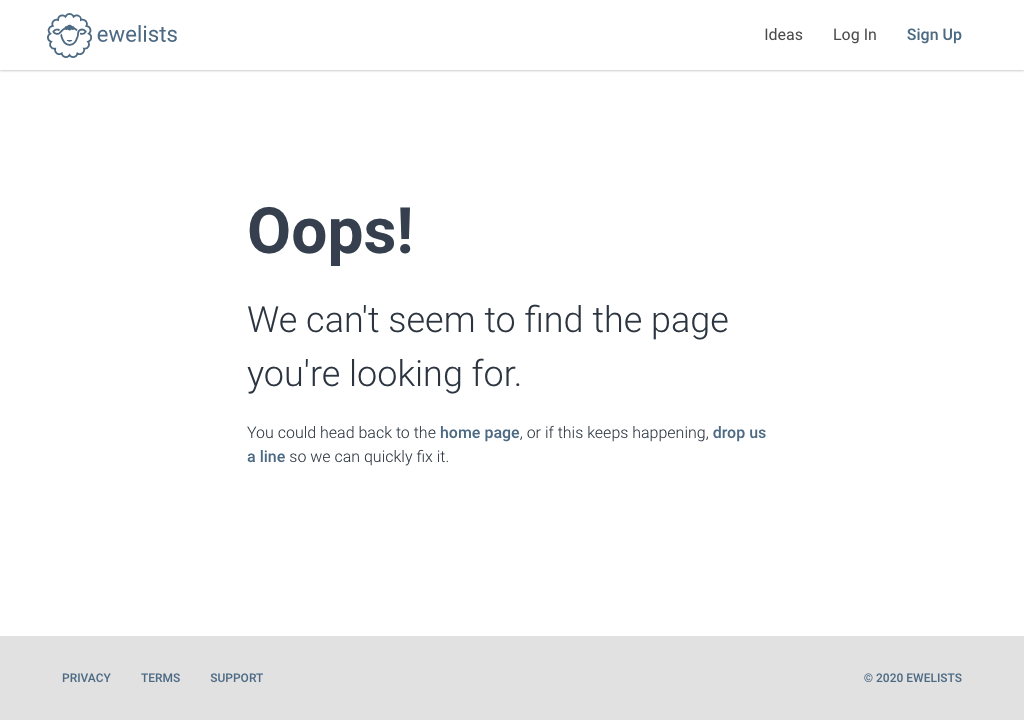 ewelists
Ideas
Log In
Sign Up
Oops!
We can't seem to find the page
you're looking for.
You could head back to the home page, or if this keeps happening, drop us
a line so we can quickly fix it.
PRIVACY
TERMS
SUPPORT
© 2020 EWELISTS